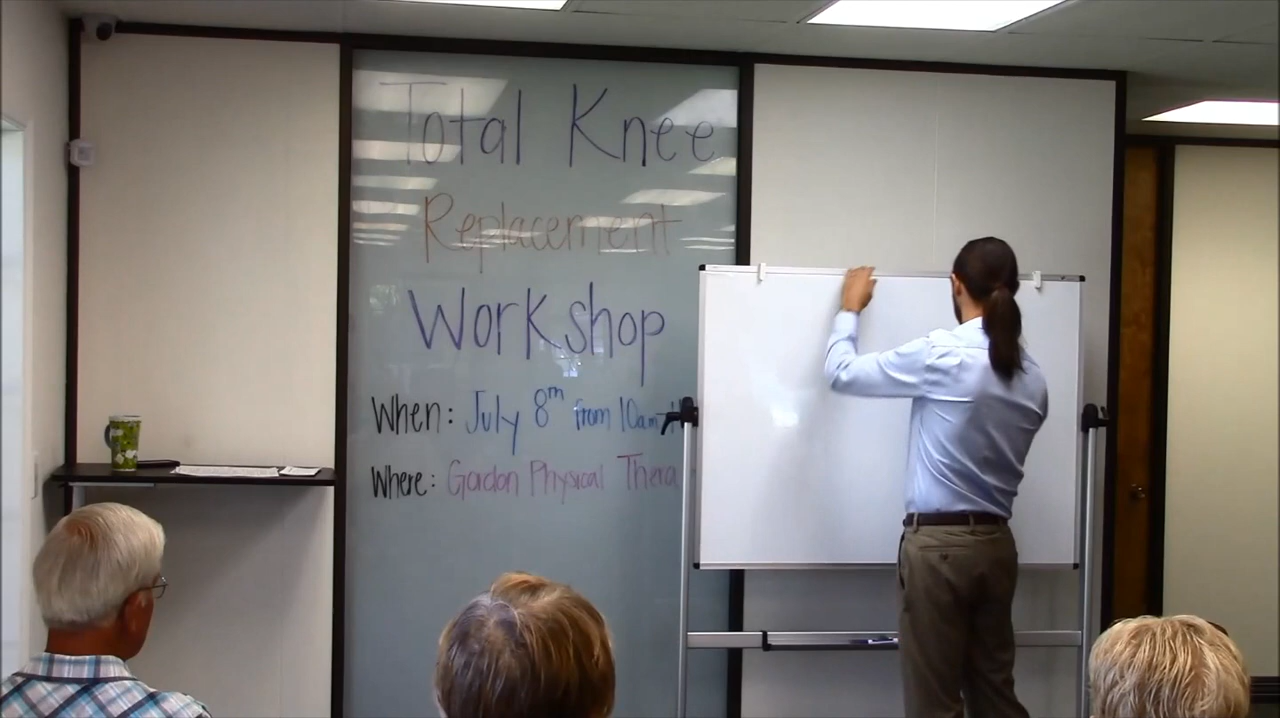 Total Knee
Replacement
Workshop
When: July 8th from 10am
Where: Gordon Physical Thera